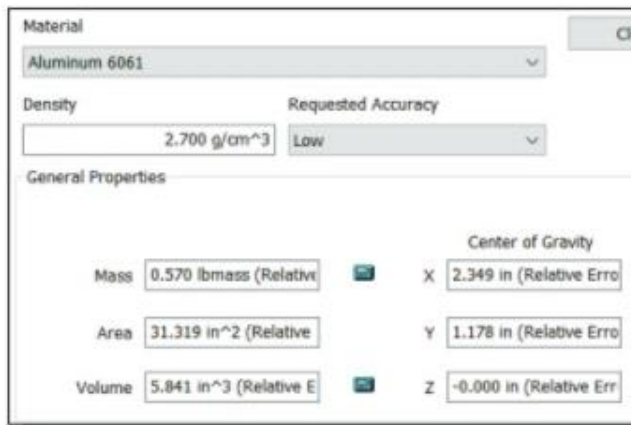 Material
Cl
Aluminum 6061
Density Requested Accuracy
2.700 g/cm^3 Low
General Properties
Center of Gravity
Mass 0.570 lbmass (Relative X 2.349 in (Relative Erro
Area 31.319 in^2 (Relative Y 1.178 in (Relative Erro
Volume 5.841 in^3 (Relative E Z -0.000 in (Relative Err